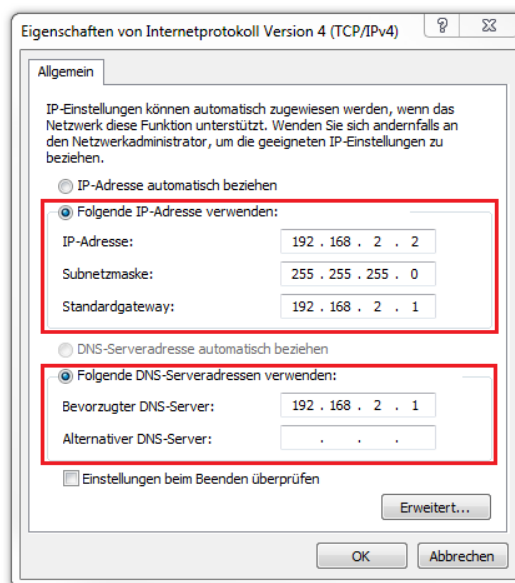 Eigenschaften von Internetprotokoll Version 4 (TCP/IPv4)
Allgemein
IP-Einstellungen können automatisch zugewiesen werden, wenn das
Netzwerk diese Funktion unterstützt. Wenden Sie sich andernfalls an
den Netzwerkadministrator, um die geeigneten IP-Einstellungen zu
beziehen.
IP-Adresse automatisch beziehen
Folgende IP-Adresse verwenden:
IP-Adresse: 192 . 168 . 2 . 2
Subnetzmaske: 255 . 255 . 255 . 0
Standardgateway: 192 . 168 . 2 . 1
DNS-Serveradresse automatisch beziehen
Folgende DNS-Serveradressen verwenden:
Bevorzugter DNS-Server: 192 . 168 . 2 . 1
Alternativer DNS-Server: . . .
Einstellungen beim Beenden überprüfen
Erweitert...
OK Abbrechen